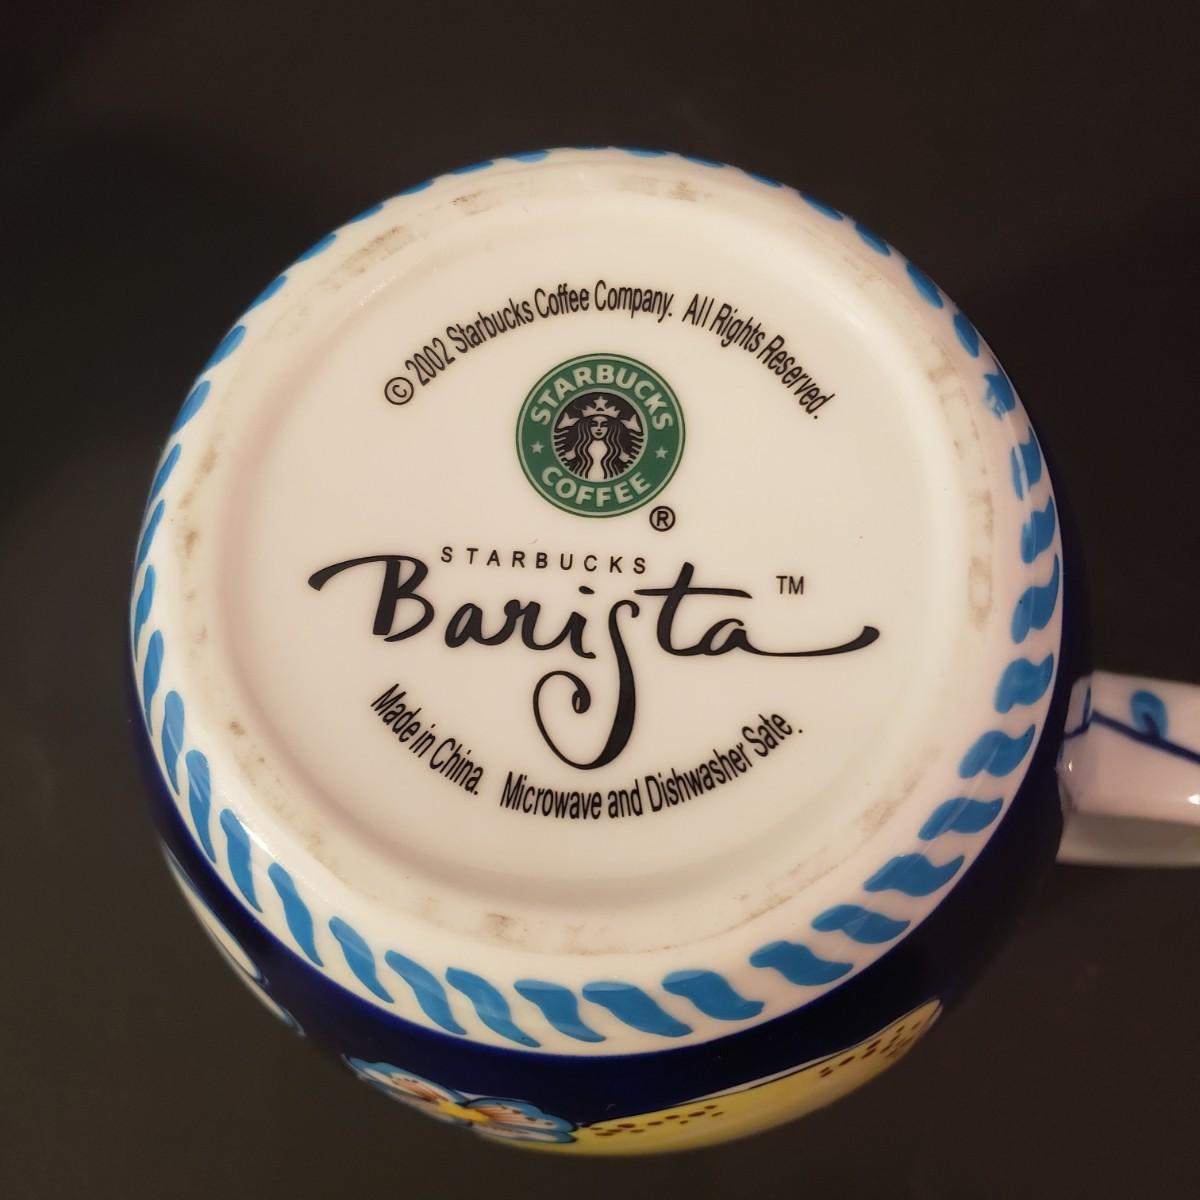 © 2002 Starbucks Coffee Company. All Rights Reserved.
STARBUCKS
COFFEE
®
STARBUCKS
Barista ™
Made in China. Microwave and Dishwasher Sate.